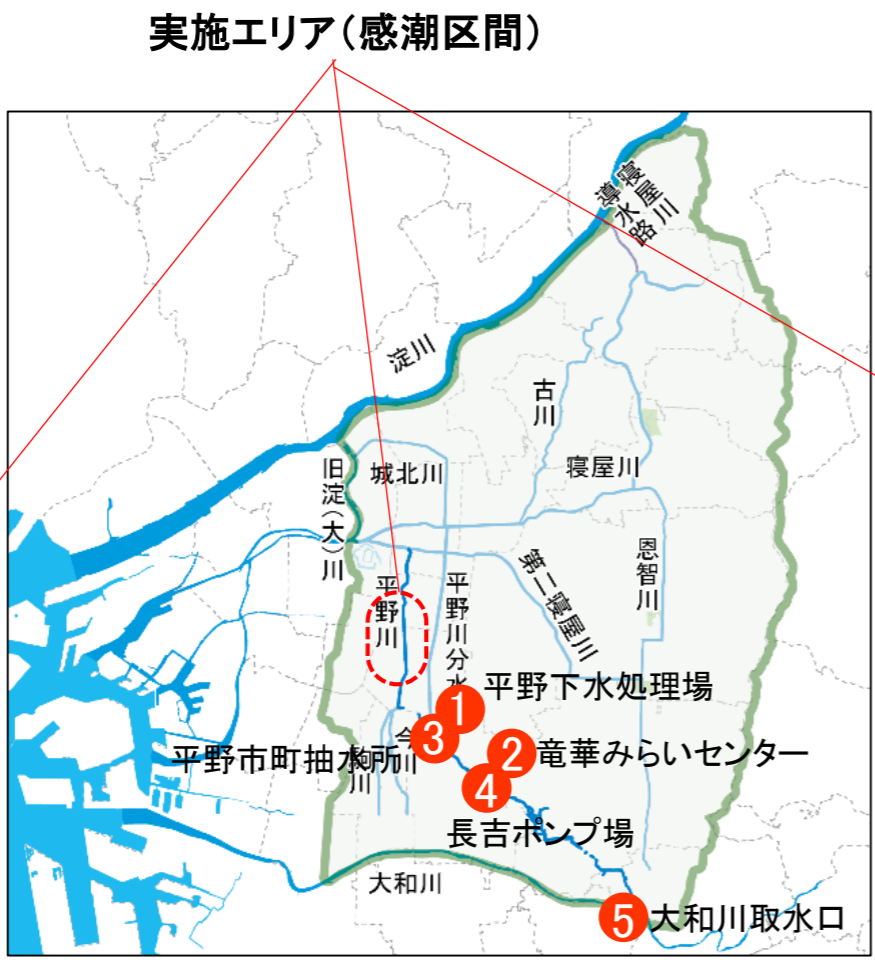 実施エリア(感潮区間)
寝屋川
導水路
淀川
古川
城北川
寝屋川
旧淀(大)川
恩智川
第二寝屋川
平野川
平野川分水
1 平野下水処理場
3
平野市町抽水所
今川
2 竜華みらいセンター
4
長吉ポンプ場
大和川
5 大和川取水口